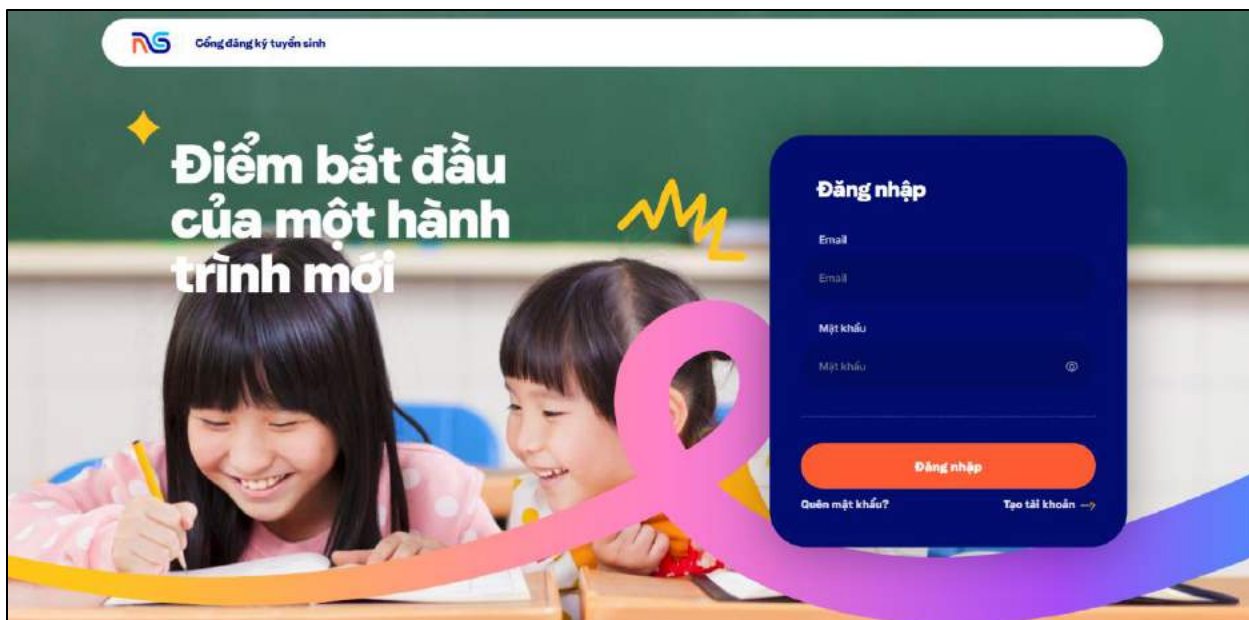 NS
Cổng đăng ký tuyển sinh
Điểm bắt đầu
của một hành
trình mới
Đăng nhập
Email
Email
Mật khẩu
Mật khẩu
Đăng nhập
Quên mật khẩu?
Tạo tài khoản →